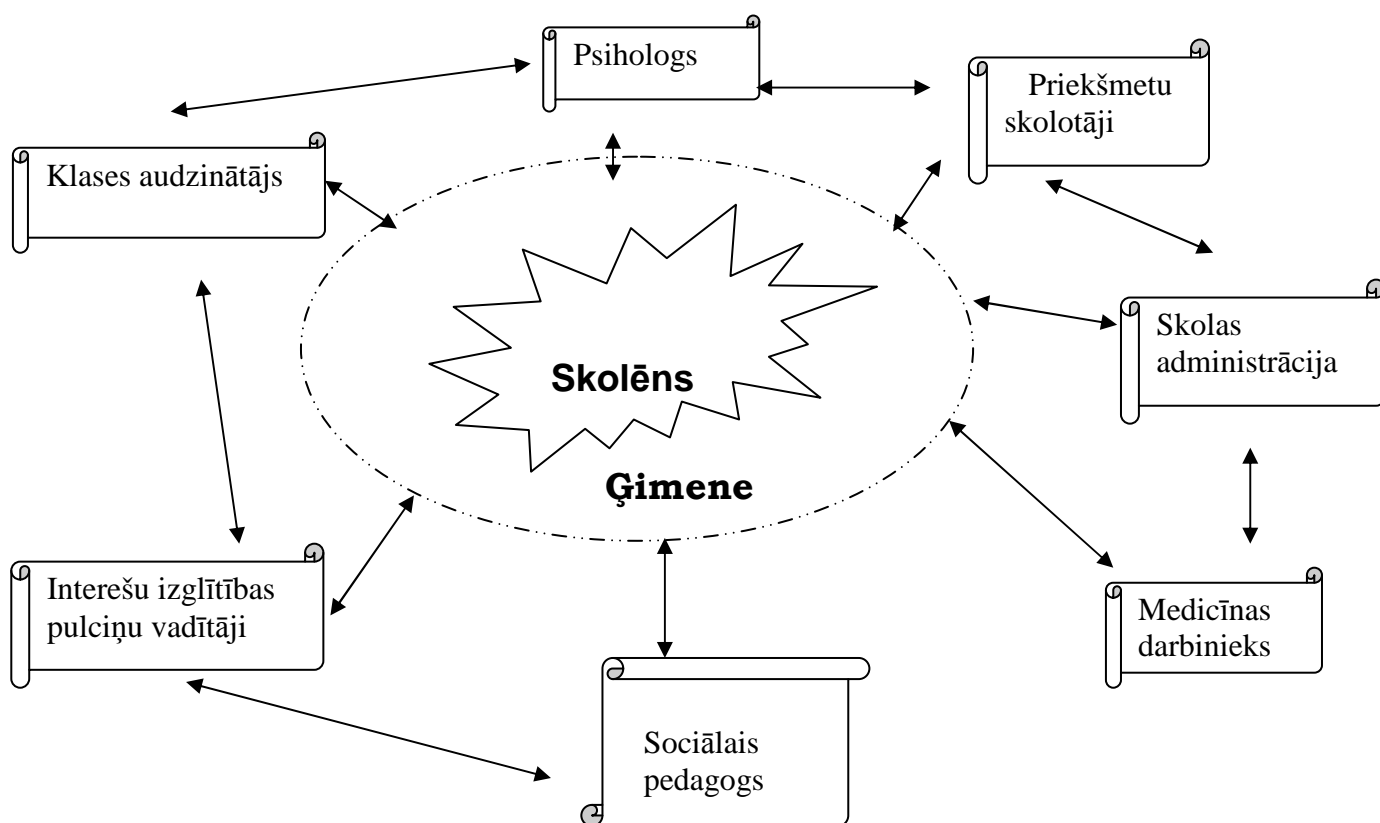 Psihologs
Priekšmetu
skolotāji
Klases audzinātājs
Skolas
administrācija
Skolēns
Ģimene
Interešu izglītības
pulciņu vadītāji
Medicīnas
darbinieks
Sociālais
pedagogs